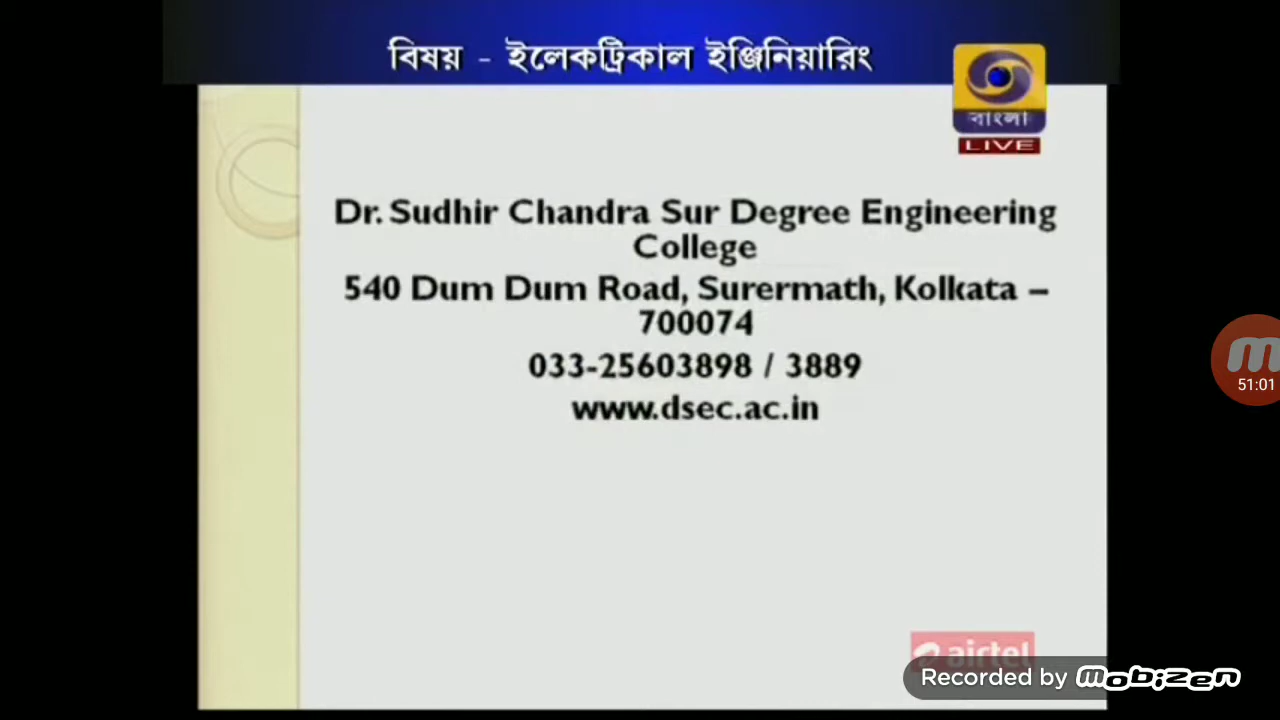 বিষয় - ইলেকট্রিকাল ইঞ্জিনিয়ারিং
বাংলা
LIVE
Dr. Sudhir Chandra Sur Degree Engineering
College
540 Dum Dum Road, Surermath, Kolkata –
700074
033-25603898 / 3889
www.dsec.ac.in
51:01
airtel
Recorded by mobizen